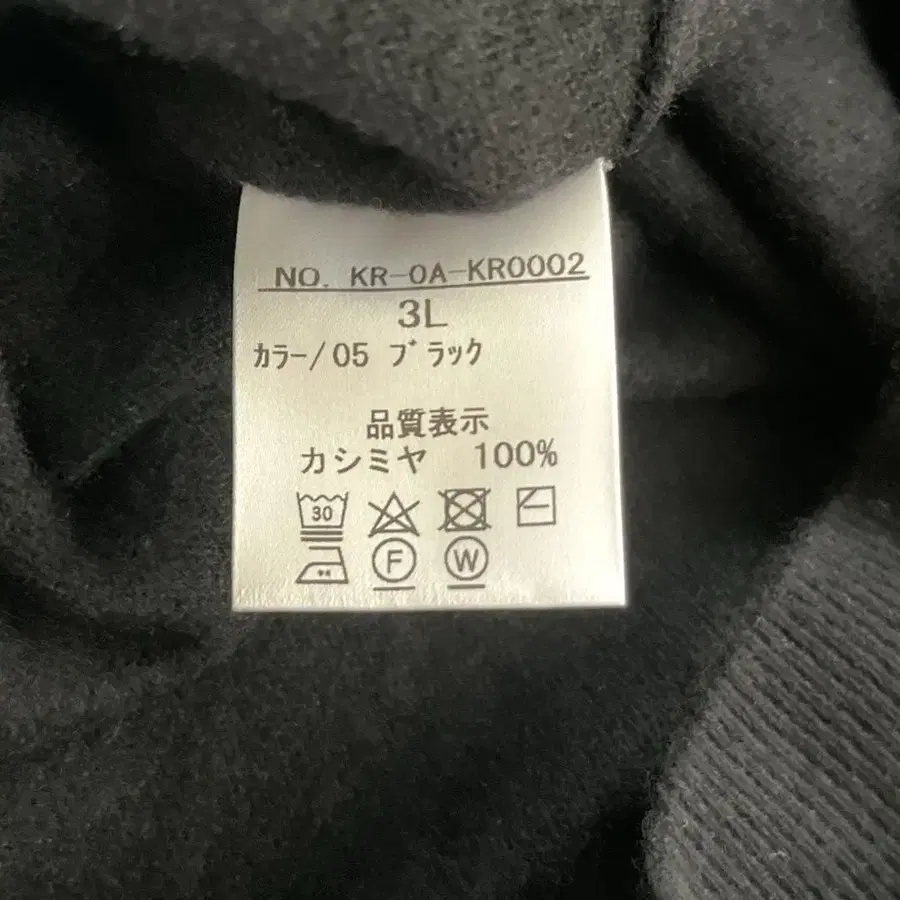 NO. KR-0A-KR0002
3L
カラー/05 ブラック
品質表示
カシミヤ 100%
30
F W